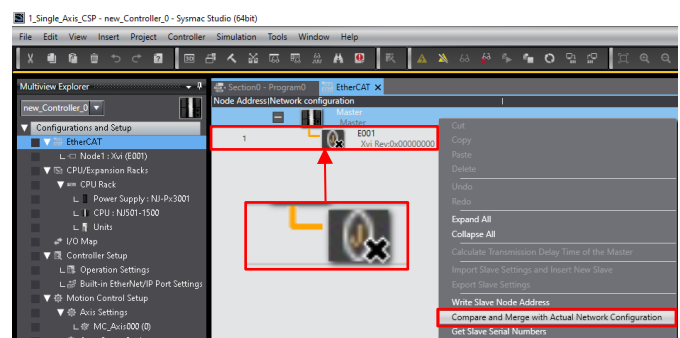 1_Single_Axis_CSP - new_Controller_0 - Sysmac Studio (64bit)
File Edit View Insert Project Controller Simulation Tools Window Help
Multiview Explorer
new_Controller_0
Configurations and Setup
EtherCAT
Node1 : Xvi (E001)
CPU/Expansion Racks
CPU Rack
Power Supply : NJ-Px3001
CPU : NJ501-1500
Units
I/O Map
Controller Setup
Operation Settings
Built-in EtherNet/IP Port Settings
Motion Control Setup
Axis Settings
MC_Axis000 (0)
Section0 - Program0 EtherCAT
Node Address|Network configuration
Master
Master
1
E001
Xvi Rev:0x00000000
Cut
Copy
Paste
Delete
Undo
Redo
Expand All
Collapse All
Calculate Transmission Delay Time of the Master
Import Slave Settings and Insert New Slave
Export Slave Settings
Write Slave Node Address
Compare and Merge with Actual Network Configuration
Get Slave Serial Numbers